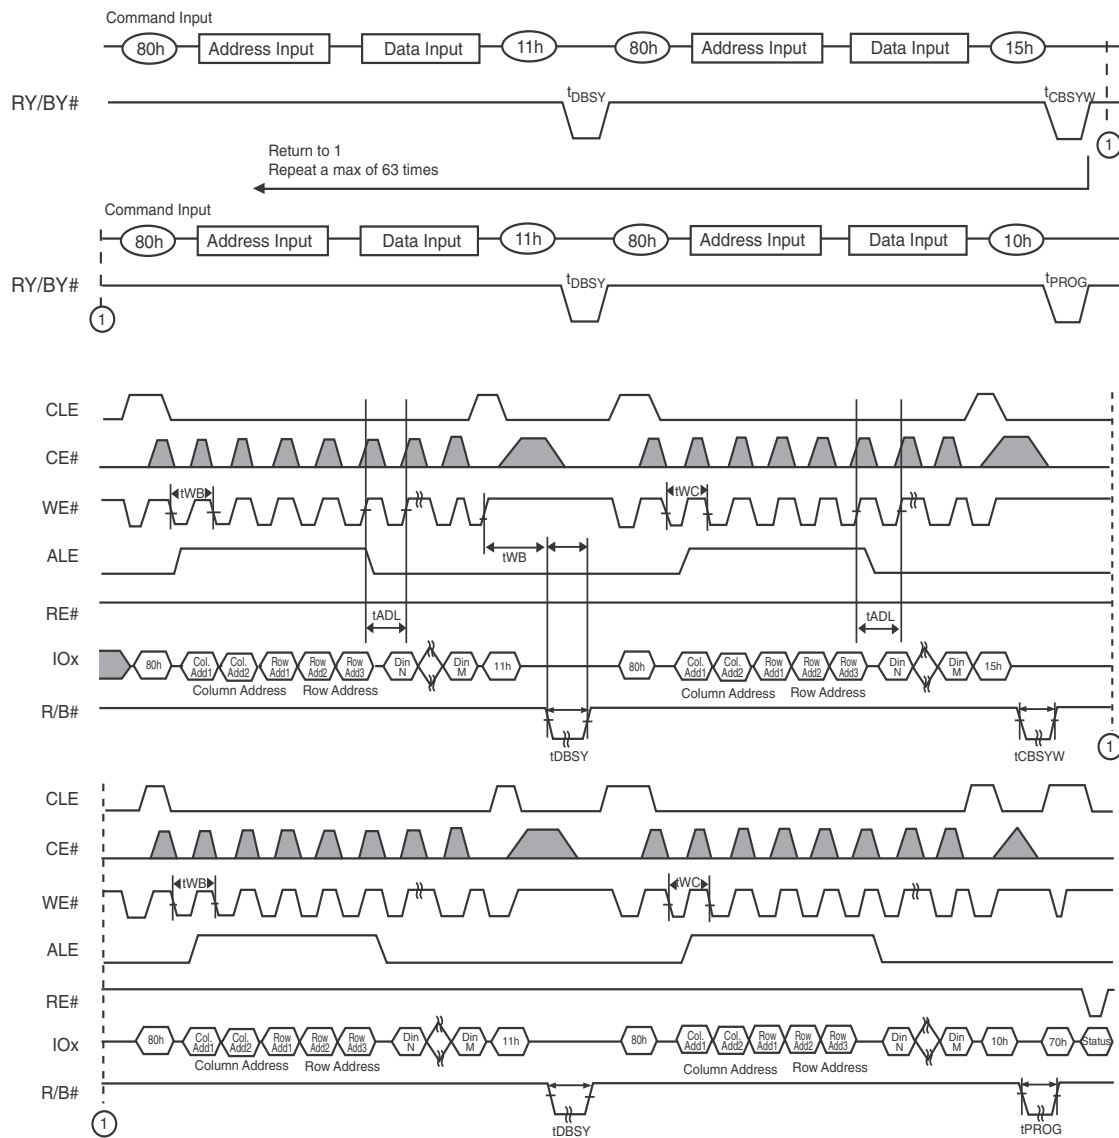 Command Input
80h Address Input Data Input 11h 80h Address Input Data Input 15h
RY/BY# tDBSY tCBSYW
1
Return to 1
Repeat a max of 63 times
Command Input
80h Address Input Data Input 11h 80h Address Input Data Input 10h
RY/BY# tDBSY tPROG
1
CLE
CE#
WE# tWB tWC
ALE tWB
RE# tADL tADL
IOx 80h Col. Add1 Col. Add2 Row Add1 Row Add2 Row Add3 Din N Din M 11h 80h Col. Add1 Col. Add2 Row Add1 Row Add2 Row Add3 Din N Din M 15h
Column Address Row Address Column Address Row Address
R/B#
tDBSY tCBSYW 1
CLE
CE#
WE# tWB tWC
ALE
RE#
IOx 80h Col. Add1 Col. Add2 Row Add1 Row Add2 Row Add3 Din N Din M 11h 80h Col. Add1 Col. Add2 Row Add1 Row Add2 Row Add3 Din N Din M 10h 70h Status
Column Address Row Address Column Address Row Address
R/B#
1 tDBSY tPROG